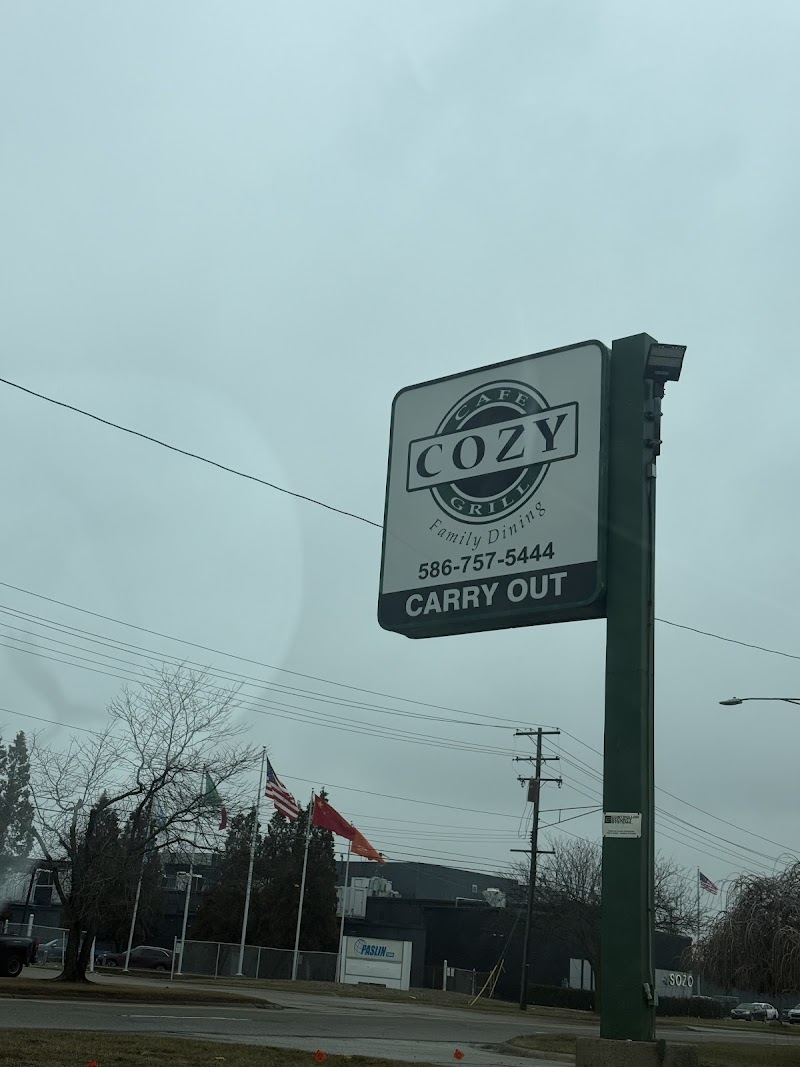 CAFE
COZY
GRILL
Family Dining
586-757-5444
CARRY OUT
PASLIN
SOZO